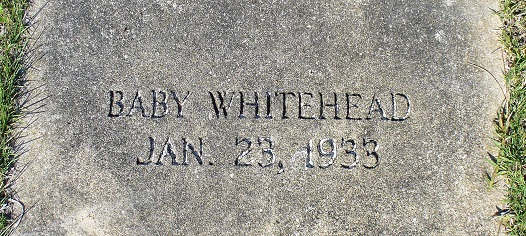 BABY WHITEHEAD
JAN. 23, 1933